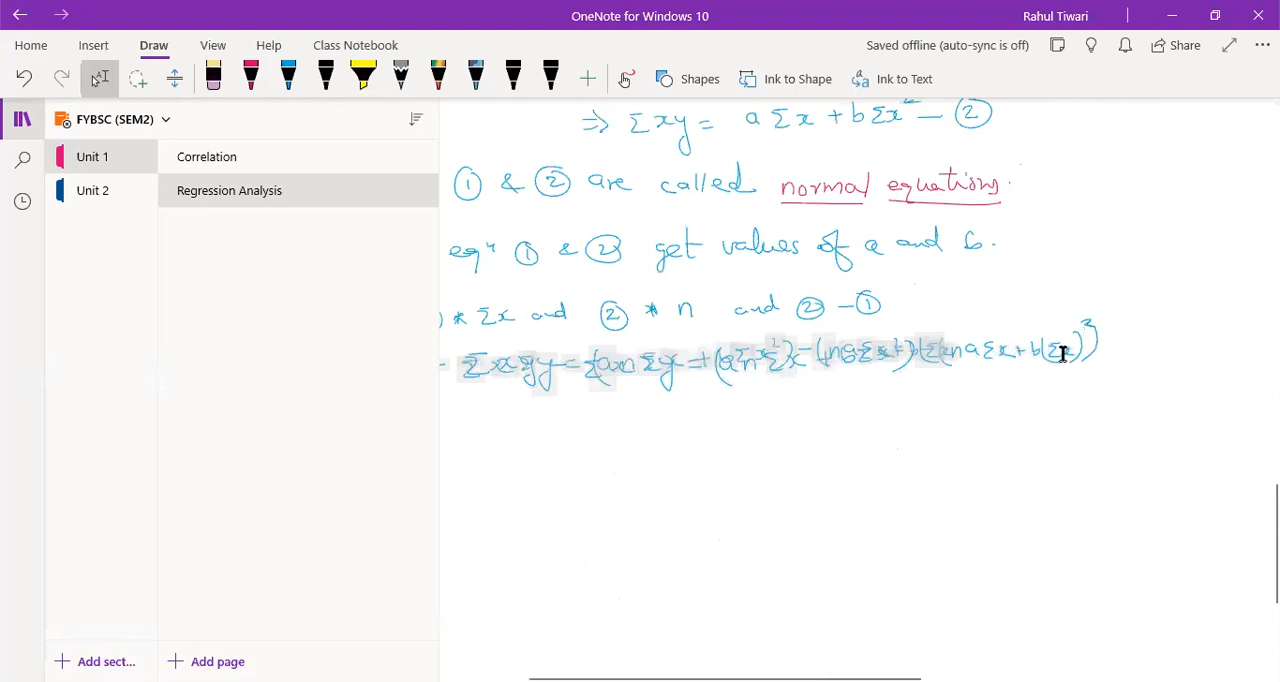 OneNote for Windows 10
Rahul Tiwari
Home Insert Draw View Help Class Notebook
Saved offline (auto-sync is off) Share
Shapes Ink to Shape Ink to Text
FYBSC (SEM2)
Unit 1
Unit 2
Correlation
Regression Analysis
Add sect...
Add page
⇒ Σxy = aΣx + bΣx² - ②
① & ② are called normal equations.
eqⁿ ① & ② get values of a and b.
) * Σx and ② * n and ② - ①